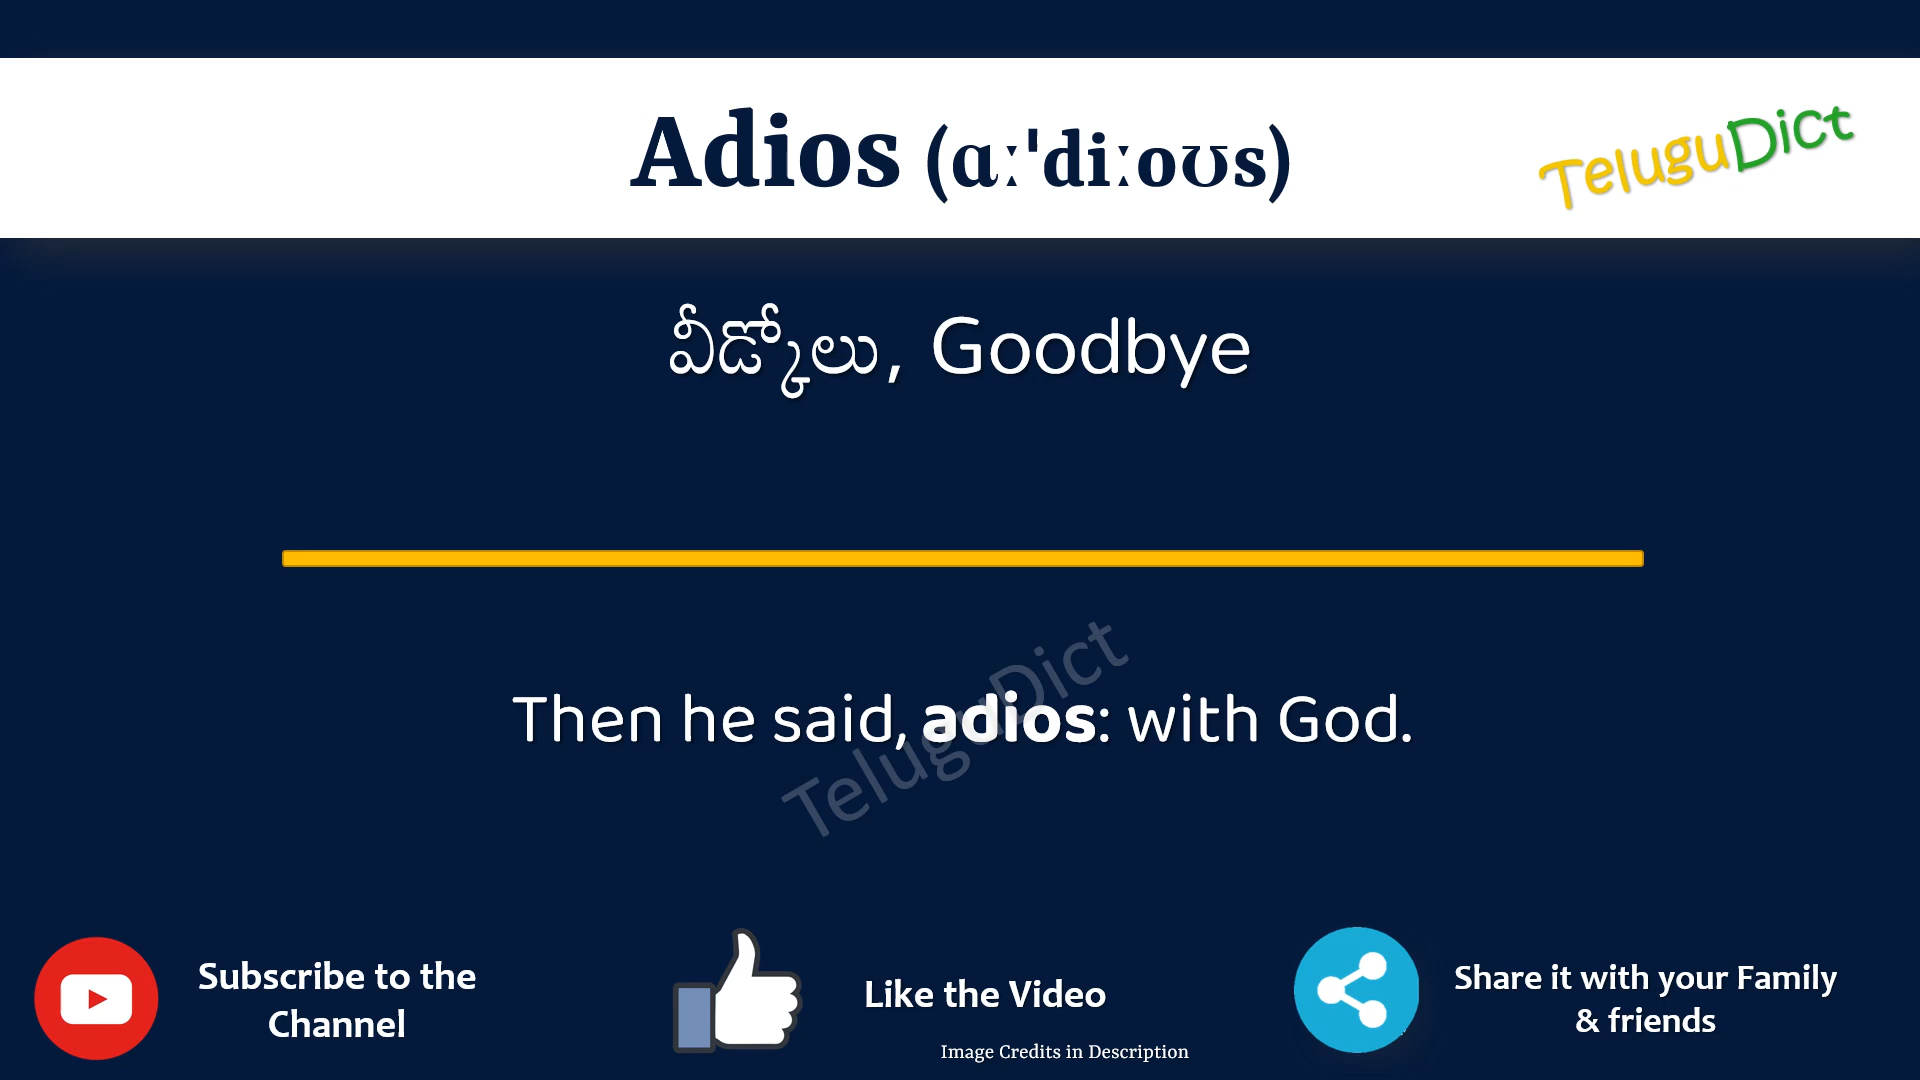 Adios (ɑːˈdiːoʊs)
TeluguDict
వీడ్కోలు, Goodbye
TeluguDict
Then he said, adios: with God.
Subscribe to the
Channel
Like the Video
Share it with your Family
& friends
Image Credits in Description